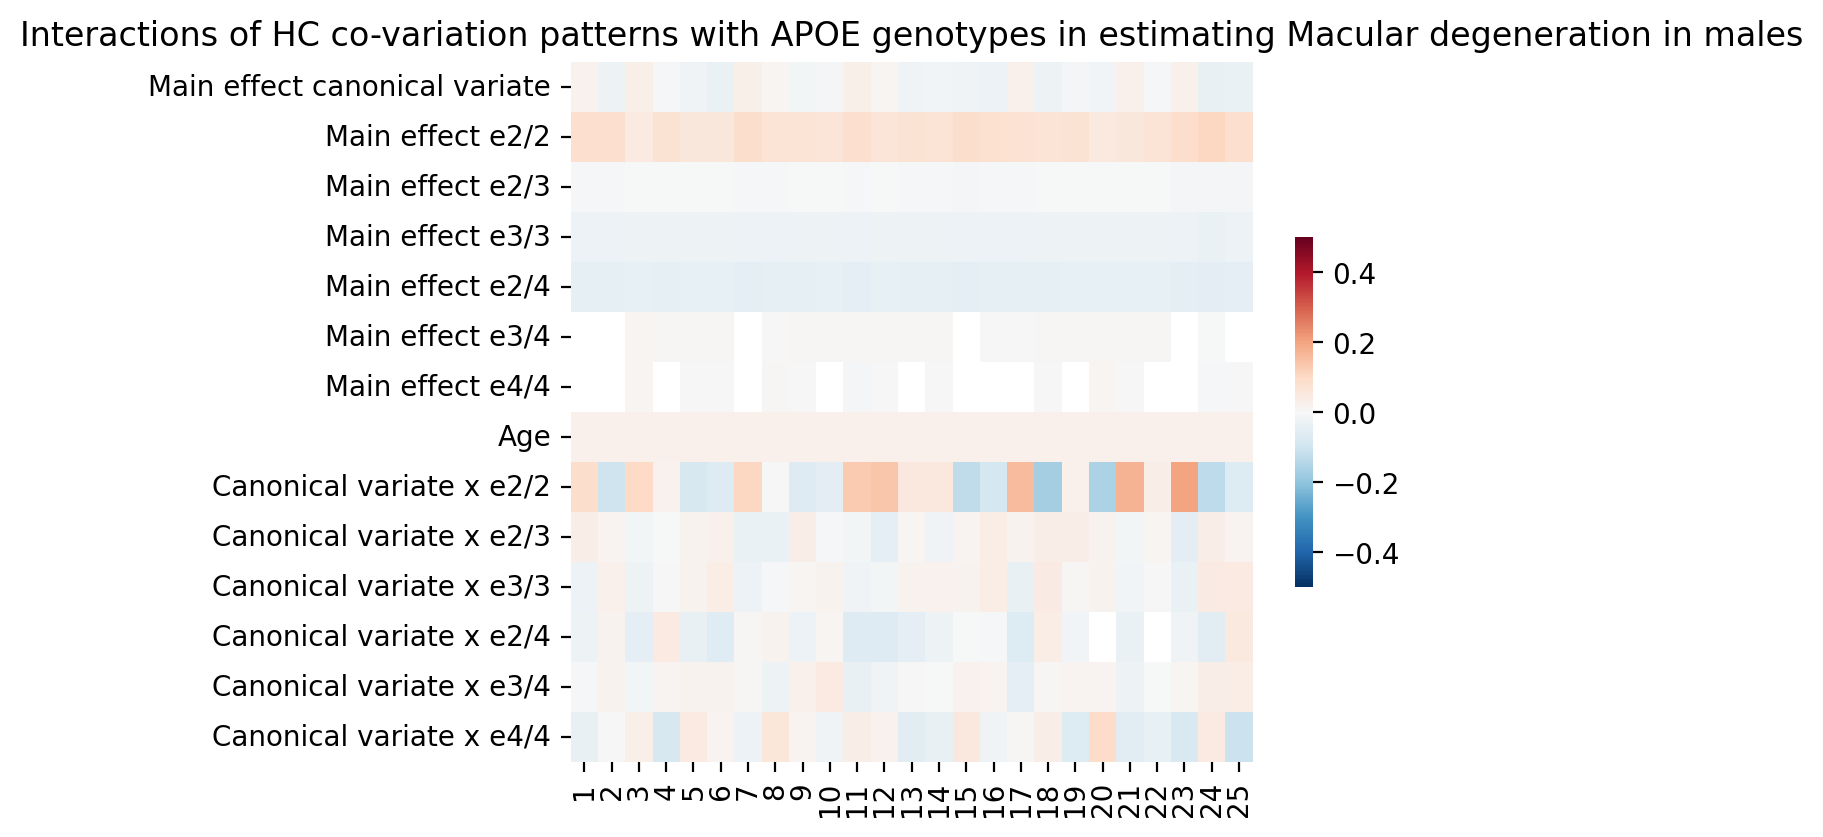 Interactions of HC co-variation patterns with APOE genotypes in estimating Macular degeneration in males
Main effect canonical variate
Main effect e2/2
Main effect e2/3
Main effect e3/3
Main effect e2/4
Main effect e3/4
Main effect e4/4
Age
Canonical variate x e2/2
Canonical variate x e2/3
Canonical variate x e3/3
Canonical variate x e2/4
Canonical variate x e3/4
Canonical variate x e4/4
1 2 3 4 5 6 7 8 9 10 11 12 13 14 15 16 17 18 19 20 21 22 23 24 25
0.4
0.2
0.0
−0.2
−0.4